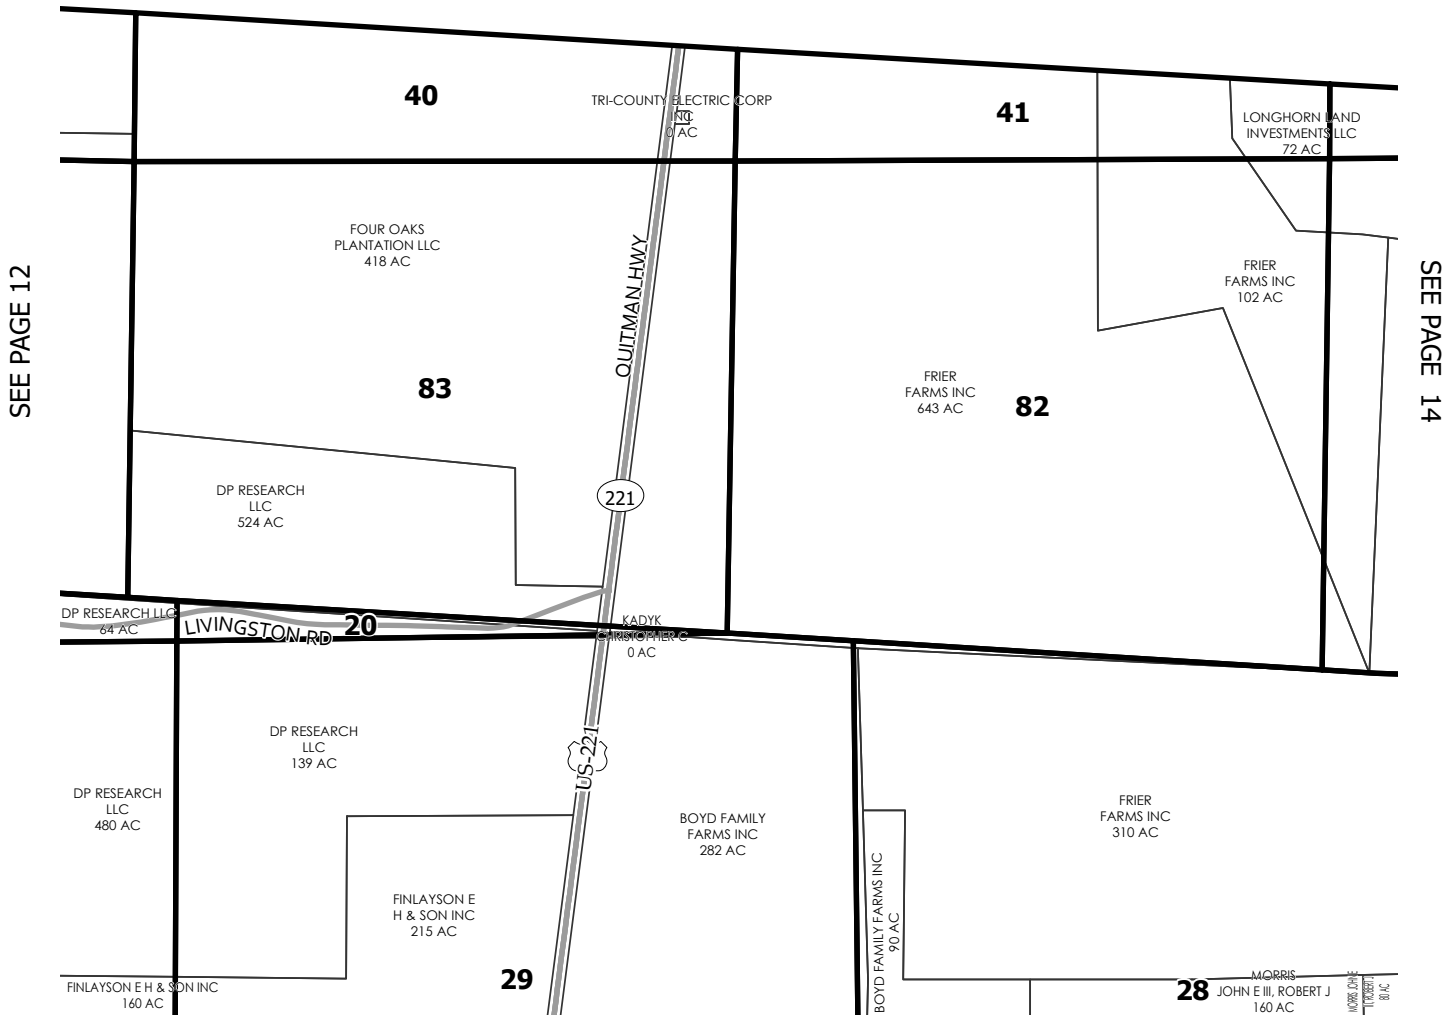 40
TRI-COUNTY ELECTRIC CORP
INC
0 AC
41
LONGHORN LAND
INVESTMENTS LLC
72 AC
FOUR OAKS
PLANTATION LLC
418 AC
QUITMAN HWY
FRIER
FARMS INC
102 AC
SEE PAGE 12
SEE PAGE 14
83
FRIER
FARMS INC
643 AC
82
DP RESEARCH
LLC
524 AC
221
DP RESEARCH LLC
64 AC
LIVINGSTON RD
20
KADYK
CHRISTOPHER C
0 AC
DP RESEARCH
LLC
139 AC
US-221
DP RESEARCH
LLC
480 AC
BOYD FAMILY
FARMS INC
282 AC
FRIER
FARMS INC
310 AC
FINLAYSON E
H & SON INC
215 AC
BOYD FAMILY FARMS INC
90 AC
29
FINLAYSON E H & SON INC
160 AC
28
MORRIS
JOHN E III, ROBERT J
160 AC
80 AC